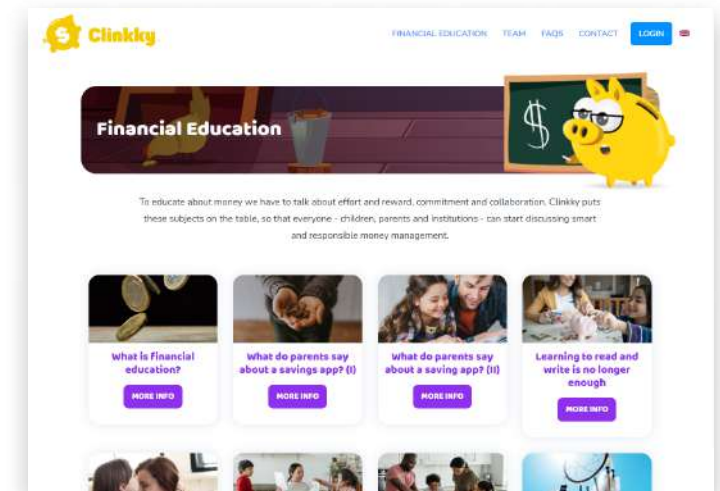 Clinkky
FINANCIAL EDUCATION TEAM FAQS CONTACT LOGIN
Financial Education
$
To educate about money we have to talk about effort and reward, commitment and collaboration. Clinkky puts
these subjects on the table, so that everyone - children, parents and institutions - can start discussing smart
and responsible money management.
What is financial
education?
MORE INFO
What do parents say
about a savings app? (I)
MORE INFO
What do parents say
about a saving app? (II)
MORE INFO
Learning to read and
write is no longer
enough
MORE INFO